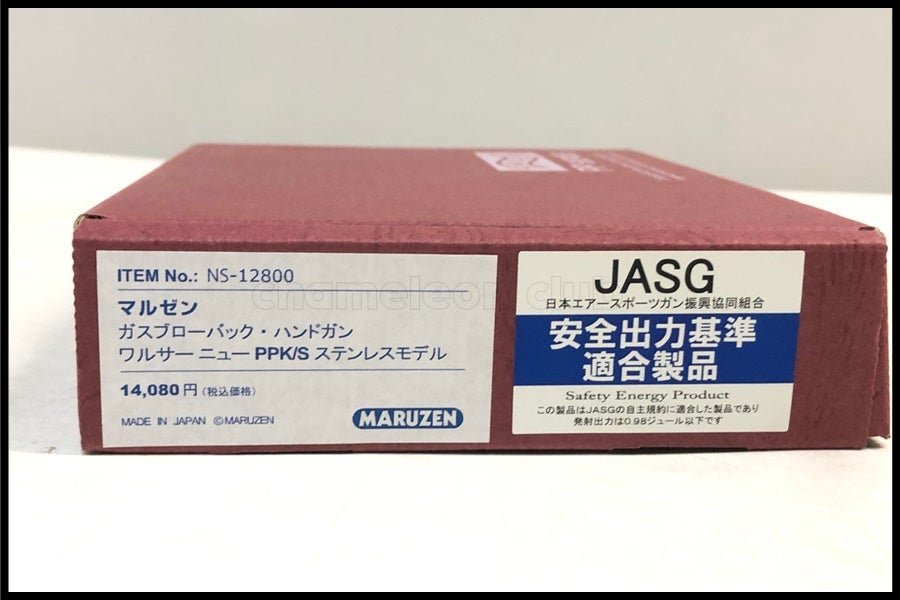 ITEM No.: NS-12800
マルゼン
ガスブローバック・ハンドガン
ワルサー ニュー PPK/S ステンレスモデル
14,080 円 (税込価格)
MADE IN JAPAN ©MARUZEN
MARUZEN
JASG
日本エアースポーツガン振興協同組合
安全出力基準
適合製品
Safety Energy Product
この製品はJASGの自主規約に適合した製品であり
発射出力は0.98ジュール以下です
chameleon club